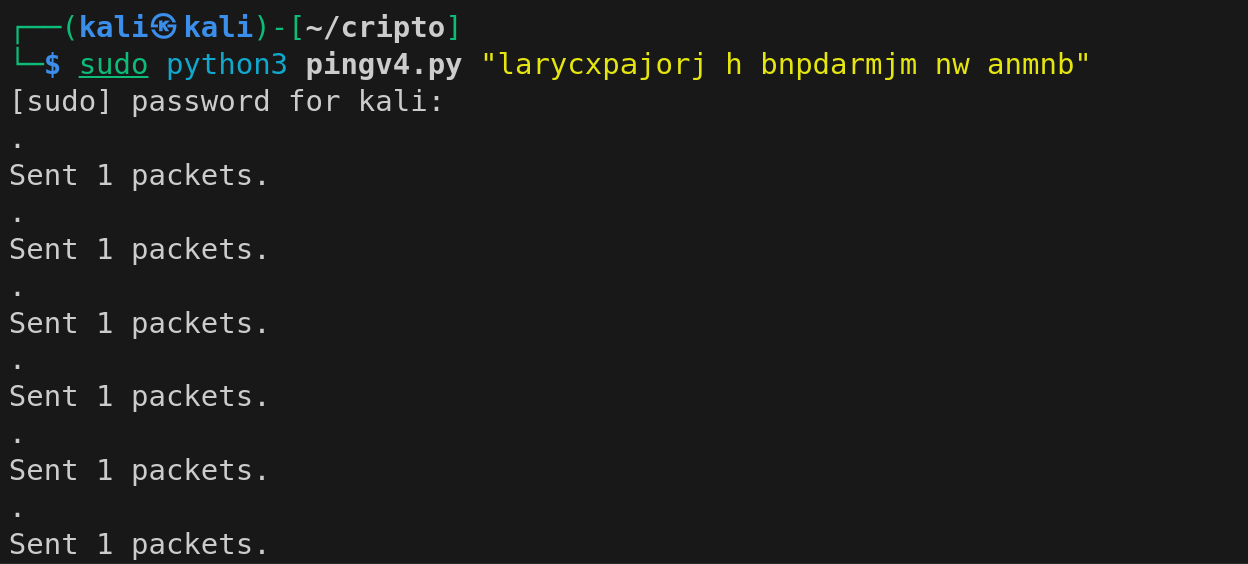 ┌──(kali㉿kali)-[~/cripto]
└─$ sudo python3 pingv4.py "larycxpajorj h bnpdarmjm nw anmnb"
[sudo] password for kali:
.
Sent 1 packets.
.
Sent 1 packets.
.
Sent 1 packets.
.
Sent 1 packets.
.
Sent 1 packets.
.
Sent 1 packets.